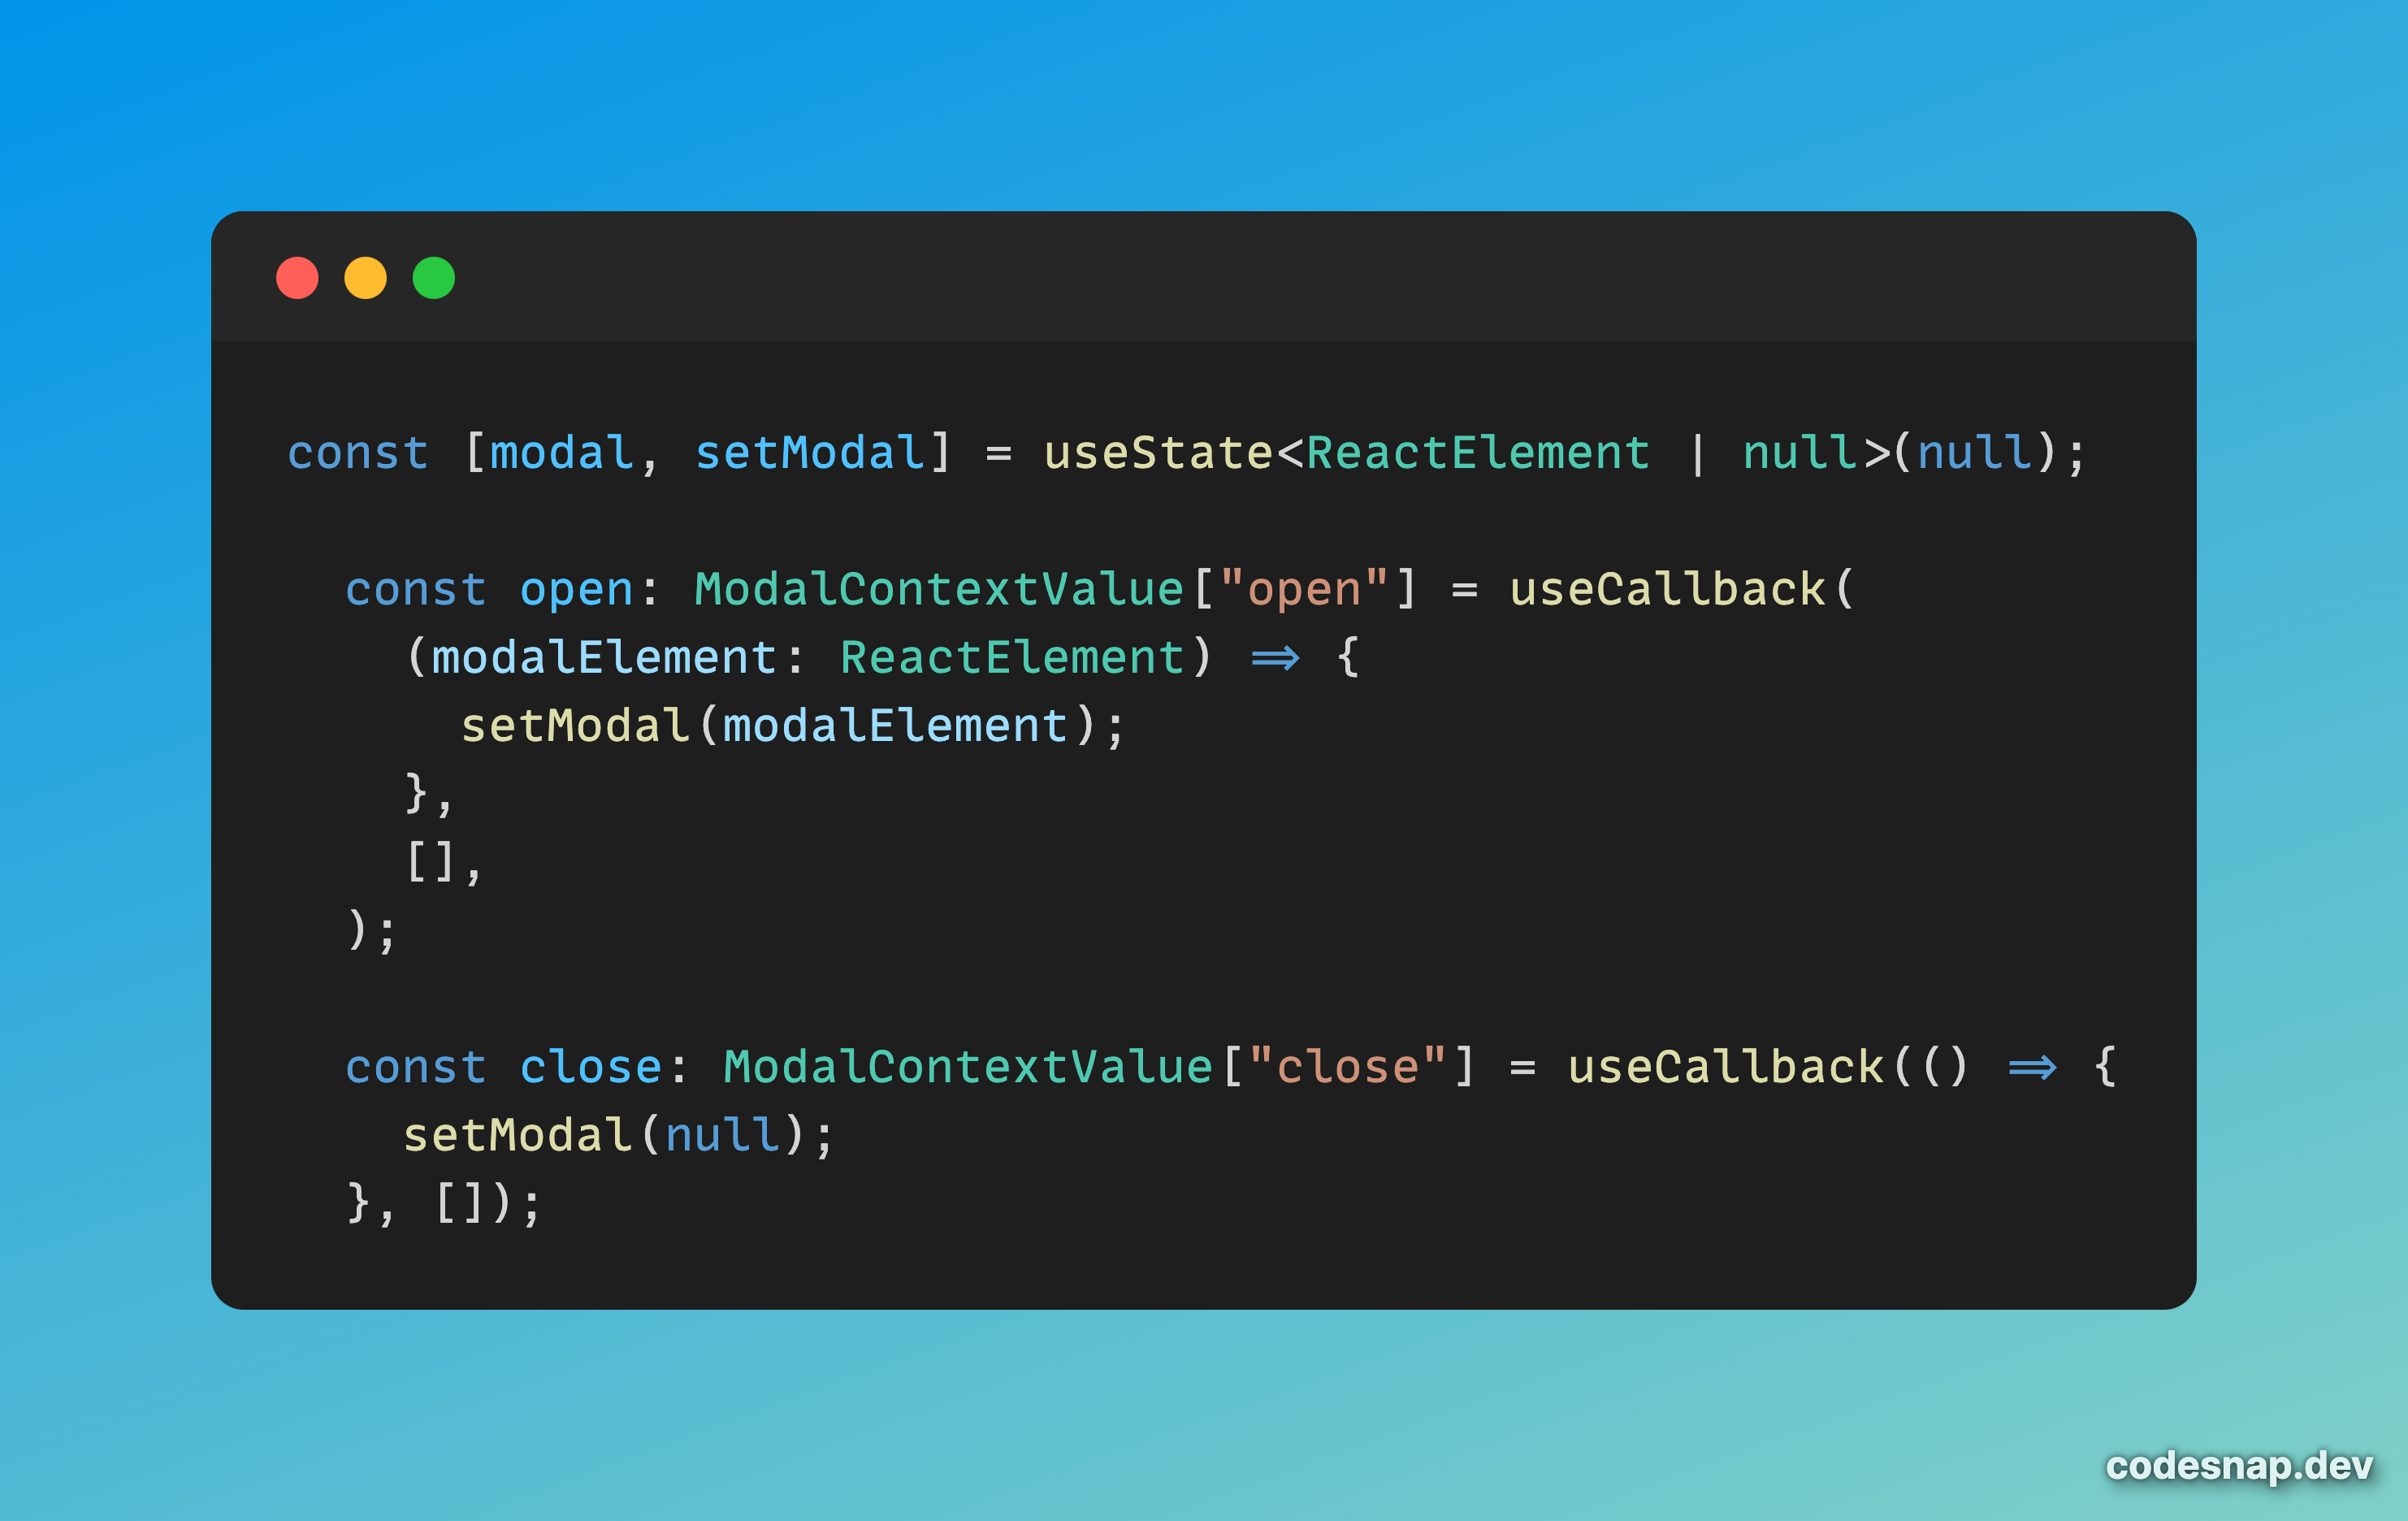 const [modal, setModal] = useState<ReactElement | null>(null);
const open: ModalContextValue["open"] = useCallback(
(modalElement: ReactElement) => {
setModal(modalElement);
},
[],
);
const close: ModalContextValue["close"] = useCallback(() => {
setModal(null);
}, []);
codesnap.dev